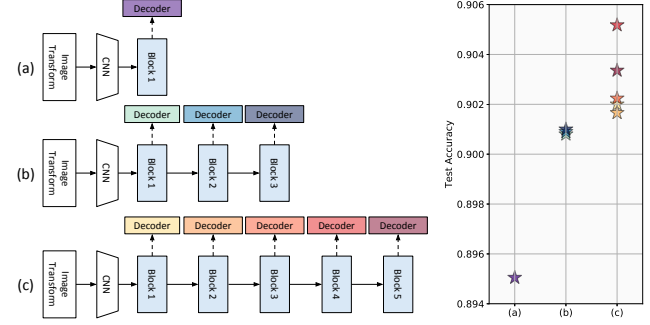 Decoder
(a)
Image
Transform
CNN
Block 1
Decoder
Decoder
Decoder
(b)
Image
Transform
CNN
Block 1
Block 2
Block 3
Decoder
Decoder
Decoder
Decoder
Decoder
(c)
Image
Transform
CNN
Block 1
Block 2
Block 3
Block 4
Block 5
Test Accuracy
0.906
0.904
0.902
0.900
0.898
0.896
0.894
(a)
(b)
(c)